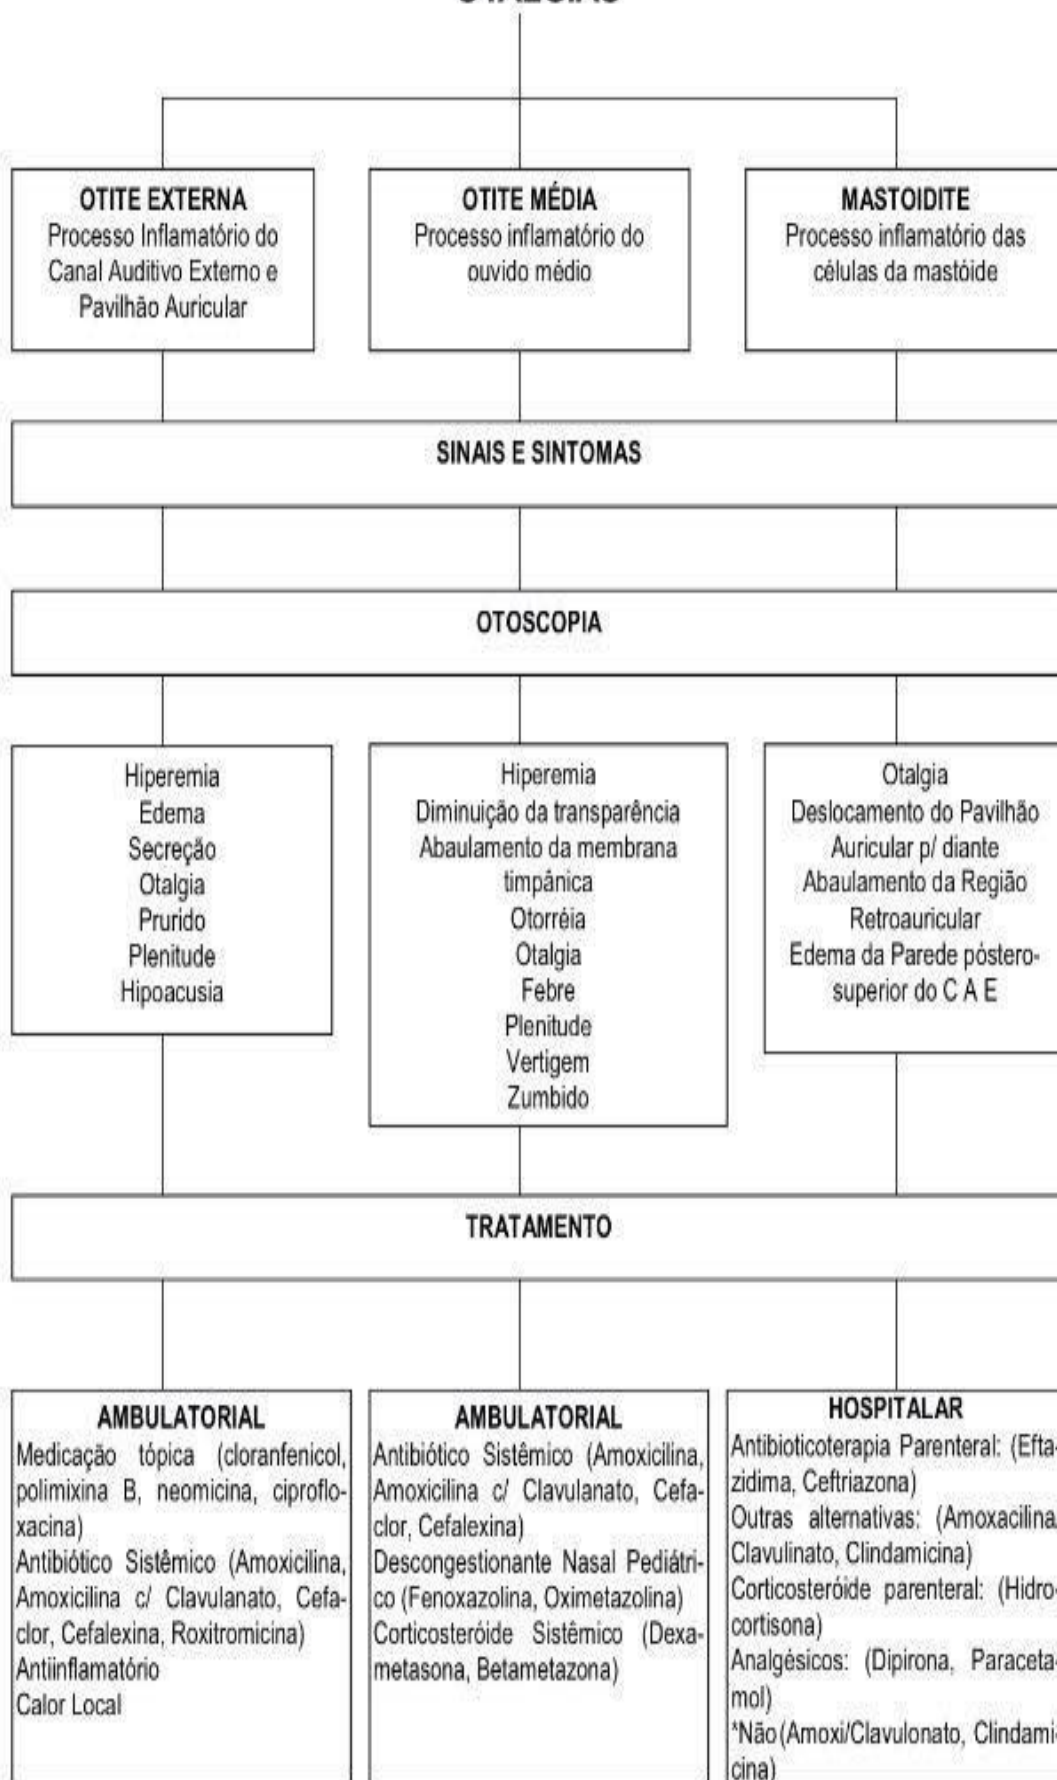 OTITE EXTERNA
Processo Inflamatório do
Canal Auditivo Externo e
Pavilhão Auricular
OTITE MÉDIA
Processo inflamatório do
ouvido médio
MASTOIDITE
Processo inflamatório das
células da mastóide
SINAIS E SINTOMAS
OTOSCOPIA
Hiperemia
Edema
Secreção
Otalgia
Prurido
Plenitude
Hipoacusia
Hiperemia
Diminuição da transparência
Abaulamento da membrana
timpânica
Otorréia
Otalgia
Febre
Plenitude
Vertigem
Zumbido
Otalgia
Deslocamento do Pavilhão
Auricular p/ diante
Abaulamento da Região
Retroauricular
Edema da Parede póstero-
superior do C A E
TRATAMENTO
AMBULATORIAL
Medicação tópica (cloranfenicol,
polimixina B, neomicina, ciproflo-
xacina)
Antibiótico Sistêmico (Amoxicilina,
Amoxicilina c/ Clavulanato, Cefa-
clor, Cefalexina, Roxitromicina)
Antiinflamatório
Calor Local
AMBULATORIAL
Antibiótico Sistêmico (Amoxicilina,
Amoxicilina c/ Clavulanato, Cefa-
clor, Cefalexina)
Descongestionante Nasal Pediátri-
co (Fenoxazolina, Oximetazolina)
Corticosteróide Sistêmico (Dexa-
metasona, Betametazona)
HOSPITALAR
Antibioticoterapia Parenteral: (Efta-
zidima, Ceftriazona)
Outras alternativas: (Amoxacilina/
Clavulinato, Clindamicina)
Corticosteróide parenteral: (Hidro-
cortisona)
Analgésicos: (Dipirona, Paraceta-
mol)
*Não (Amoxi/Clavulonato, Clindami-
cina)